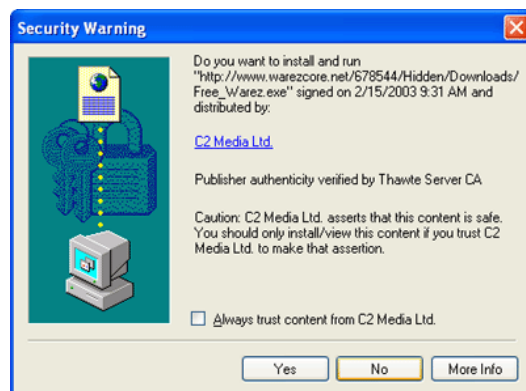 Security Warning
Do you want to install and run
"http://www.warezcore.net/678544/Hidden/Downloads/
Free_Warez.exe" signed on 2/15/2003 9:31 AM and
distributed by:
C2 Media Ltd.
Publisher authenticity verified by Thawte Server CA
Caution: C2 Media Ltd. asserts that this content is safe.
You should only install/view this content if you trust C2
Media Ltd. to make that assertion.
Always trust content from C2 Media Ltd.
Yes
No
More Info